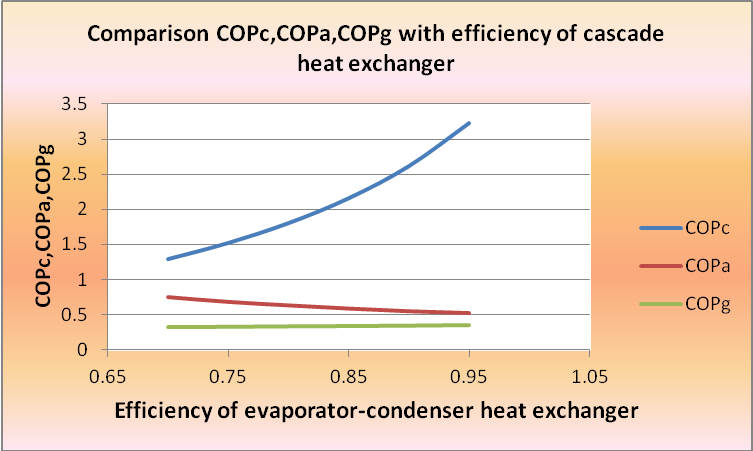 Comparison COPc,COPa,COPg with efficiency of cascade
heat exchanger
COPc,COPa,COPg
3.5
3
2.5
2
1.5
1
0.5
0
0.65 0.75 0.85 0.95 1.05
Efficiency of evaporator-condenser heat exchanger
COPc
COPa
COPg